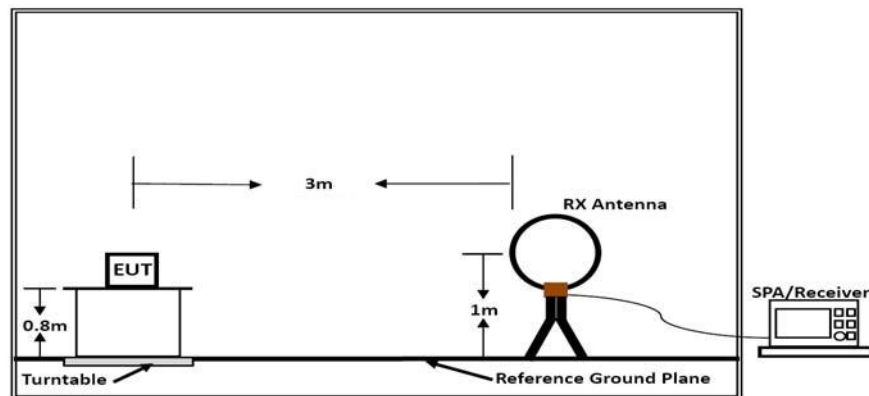 3m
RX Antenna
EUT
SPA/Receiver
0.8m
1m
Turntable
Reference Ground Plane